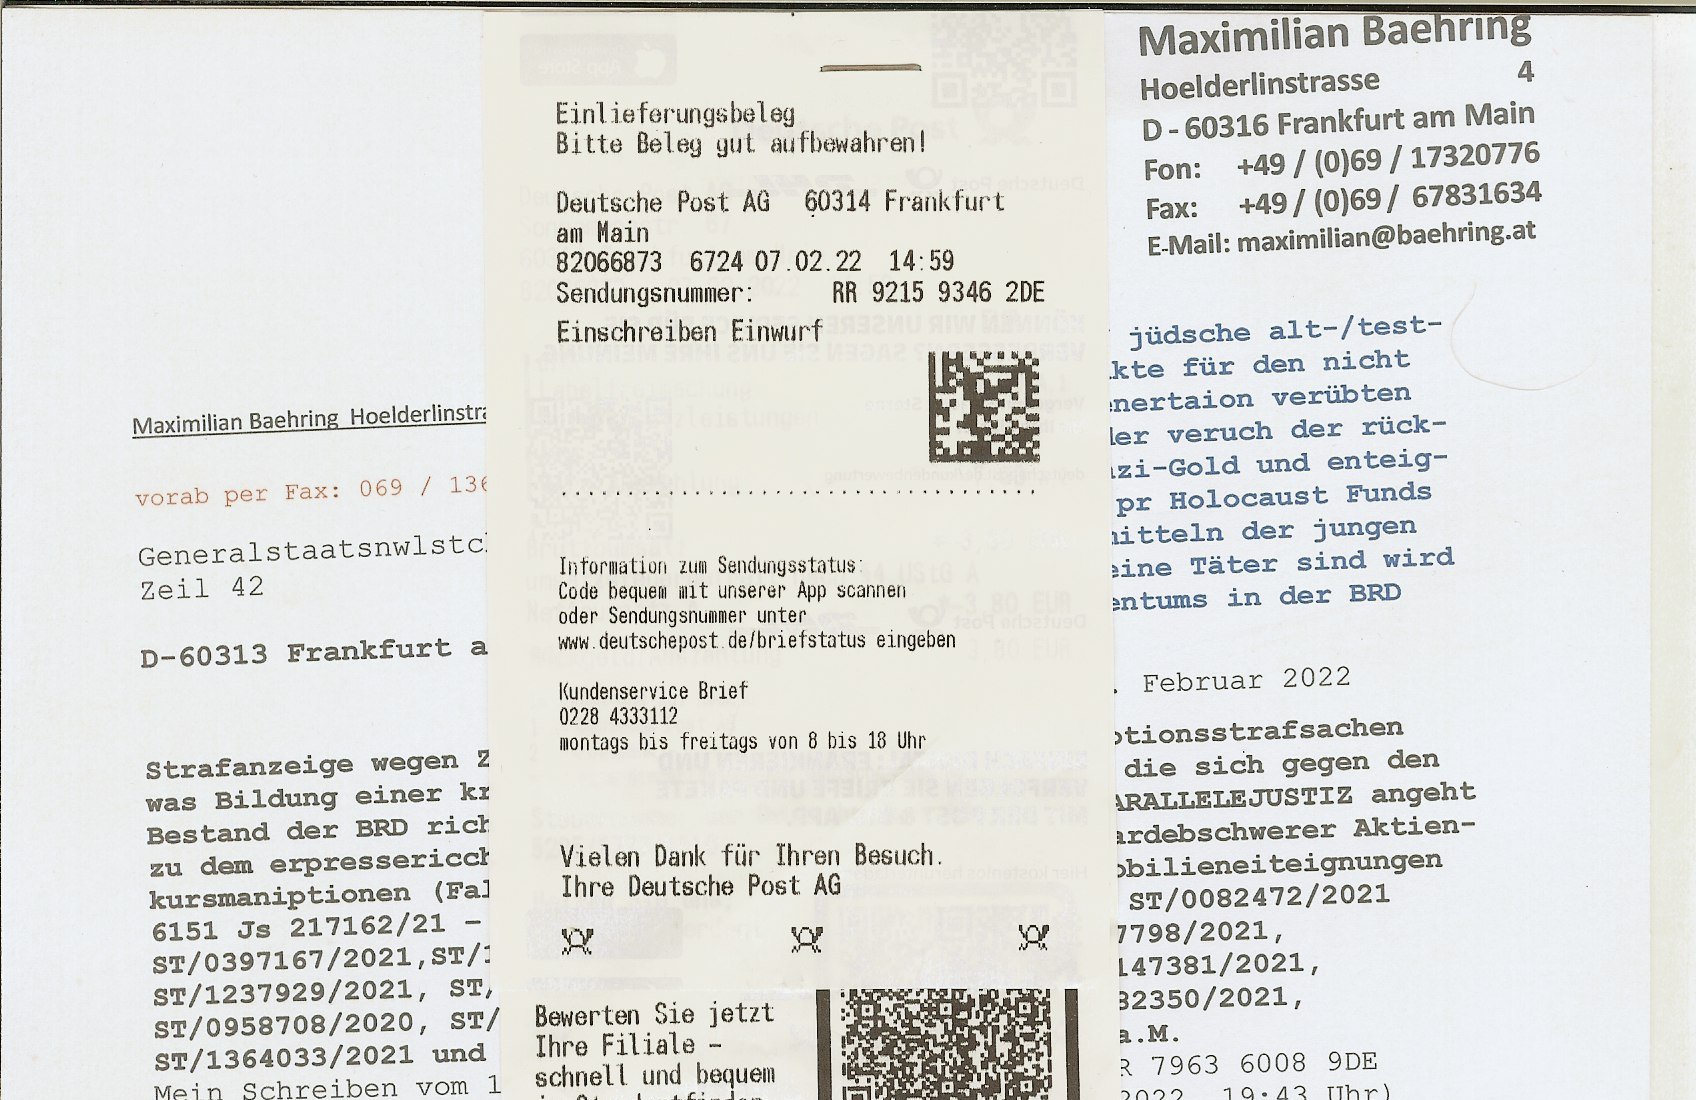 Maximilian Baehring
Hoelderlinstrasse 4
D - 60316 Frankfurt am Main
Fon: +49 / (0)69 / 17320776
Fax: +49 / (0)69 / 67831634
E-Mail: maximilian@baehring.at
Einlieferungsbeleg
Bitte Beleg gut aufbewahren!
Deutsche Post AG 60314 Frankfurt
am Main
82066873 6724 07.02.22 14:59
Sendungsnummer: RR 9215 9346 2DE
Einschreiben Einwurf
Information zum Sendungsstatus:
Code bequem mit unserer App scannen
oder Sendungsnummer unter
www.deutschepost.de/briefstatus eingeben
Kundenservice Brief
0228 4333112
montags bis freitags von 8 bis 18 Uhr
Vielen Dank für Ihren Besuch.
Ihre Deutsche Post AG
Bewerten Sie jetzt
Ihre Filiale -
schnell und bequem
Maximilian Baehring Hoelderlinstra
vorab per Fax: 069 / 136
Generalstaatsnwlstc
Zeil 42
D-60313 Frankfurt a
Strafanzeige wegen Z
was Bildung einer kr
Bestand der BRD rich
zu dem erpressericch
kursmaniptionen (Fal
6151 Js 217162/21 -
ST/0397167/2021,ST/1
ST/1237929/2021, ST/
ST/0958708/2020, ST/
ST/1364033/2021 und
Mein Schreiben vom 1
jüdsche alt-/test-
kte für den nicht
nertaion verübten
der veruch der rück-
zi-Gold und enteig-
pr Holocaust Funds
mitteln der jungen
eine Täter sind wird
entums in der BRD
. Februar 2022
otionsstrafsachen
die sich gegen den
ARALLELEJUSTIZ angeht
ardebschwerer Aktien-
obilieneiteignungen
ST/0082472/2021
7798/2021,
147381/2021,
32350/2021,
a.M.
R 7963 6008 9DE
2022, 19:43 Uhr)